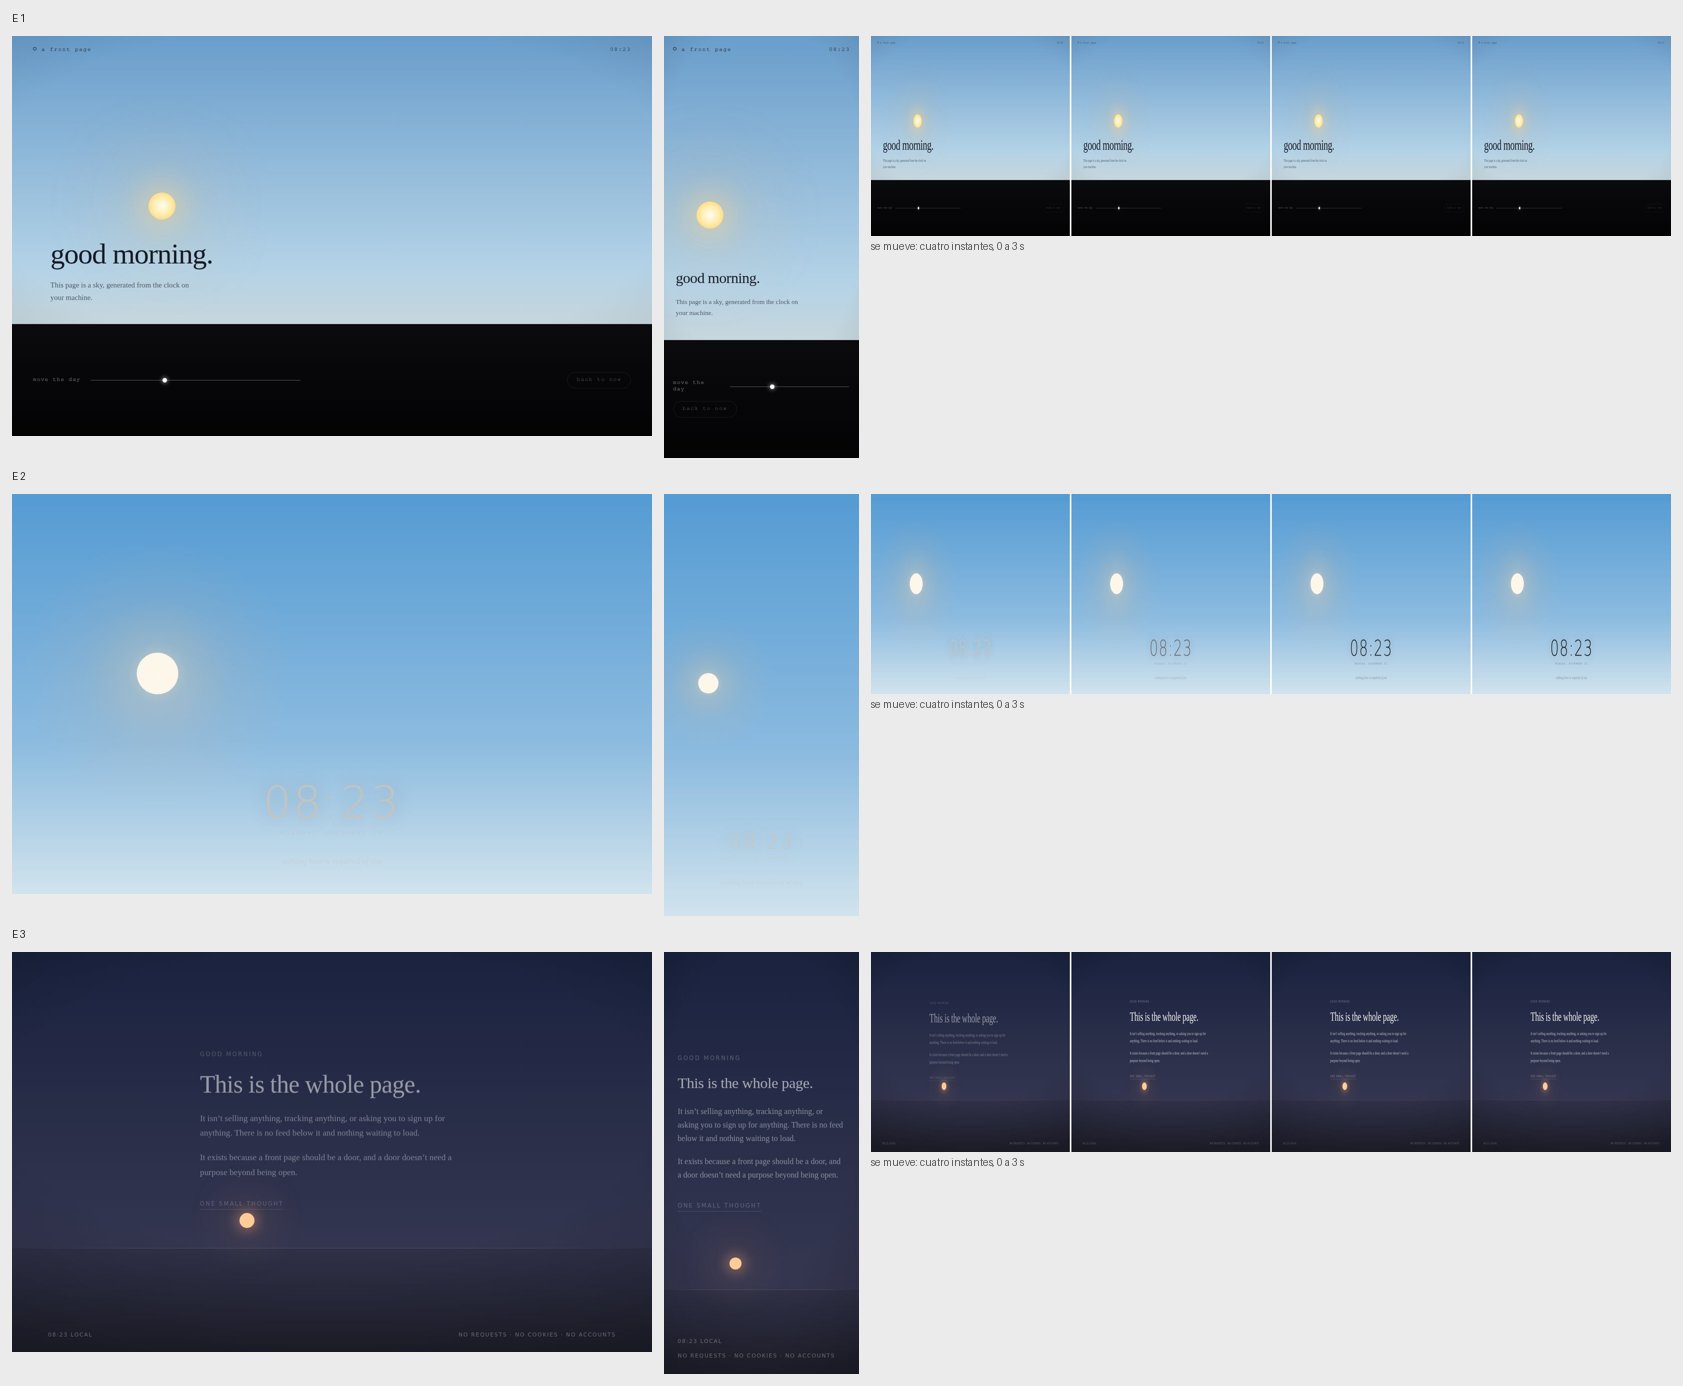 E1
a front page
08:23
good morning.
This page is a sky, generated from the clock on
your machine.
move the day
back to now
a front page
08:23
good morning.
This page is a sky, generated from the clock on
your machine.
move the
day
back to now
good morning.
good morning.
good morning.
good morning.
se mueve: cuatro instantes, 0 a 3 s
E2
08:23
08:23
08:23
08:23
08:23
se mueve: cuatro instantes, 0 a 3 s
E3
GOOD MORNING
This is the whole page.
It isn’t selling anything, tracking anything, or asking you to sign up for
anything. There is no feed below it and nothing waiting to load.
It exists because a front page should be a door, and a door doesn’t need a
purpose beyond being open.
ONE SMALL THOUGHT
08:23 LOCAL
NO REQUESTS · NO COOKIES · NO ACCOUNTS
GOOD MORNING
This is the whole page.
It isn’t selling anything, tracking anything, or
asking you to sign up for anything. There is no feed
below it and nothing waiting to load.
It exists because a front page should be a door, and
a door doesn’t need a purpose beyond being open.
ONE SMALL THOUGHT
08:23 LOCAL
NO REQUESTS · NO COOKIES · NO ACCOUNTS
This is the whole page.
This is the whole page.
This is the whole page.
This is the whole page.
se mueve: cuatro instantes, 0 a 3 s